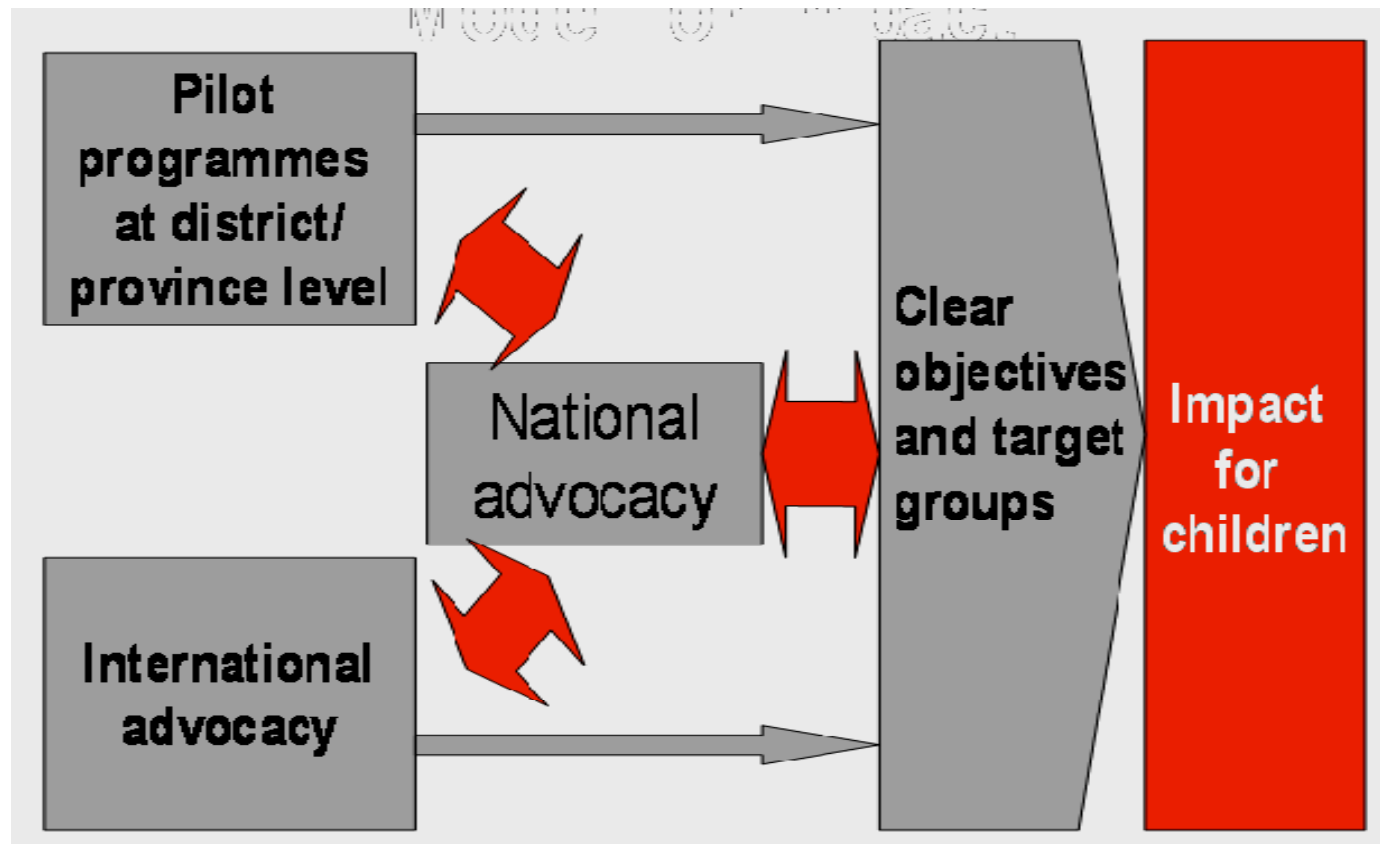 Pilot
programmes
at district/
province level
National
advocacy
International
advocacy
Clear
objectives
and target
groups
Impact
for
children